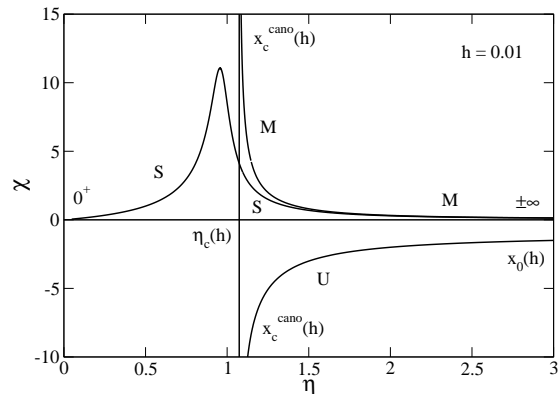 15
x_c^cano(h)
h = 0.01
10
M
χ
5
S
0⁺
S
M
±∞
0
η_c(h)
x_0(h)
U
-5
x_c^cano(h)
-10
0
0.5
1
1.5
2
2.5
3
η